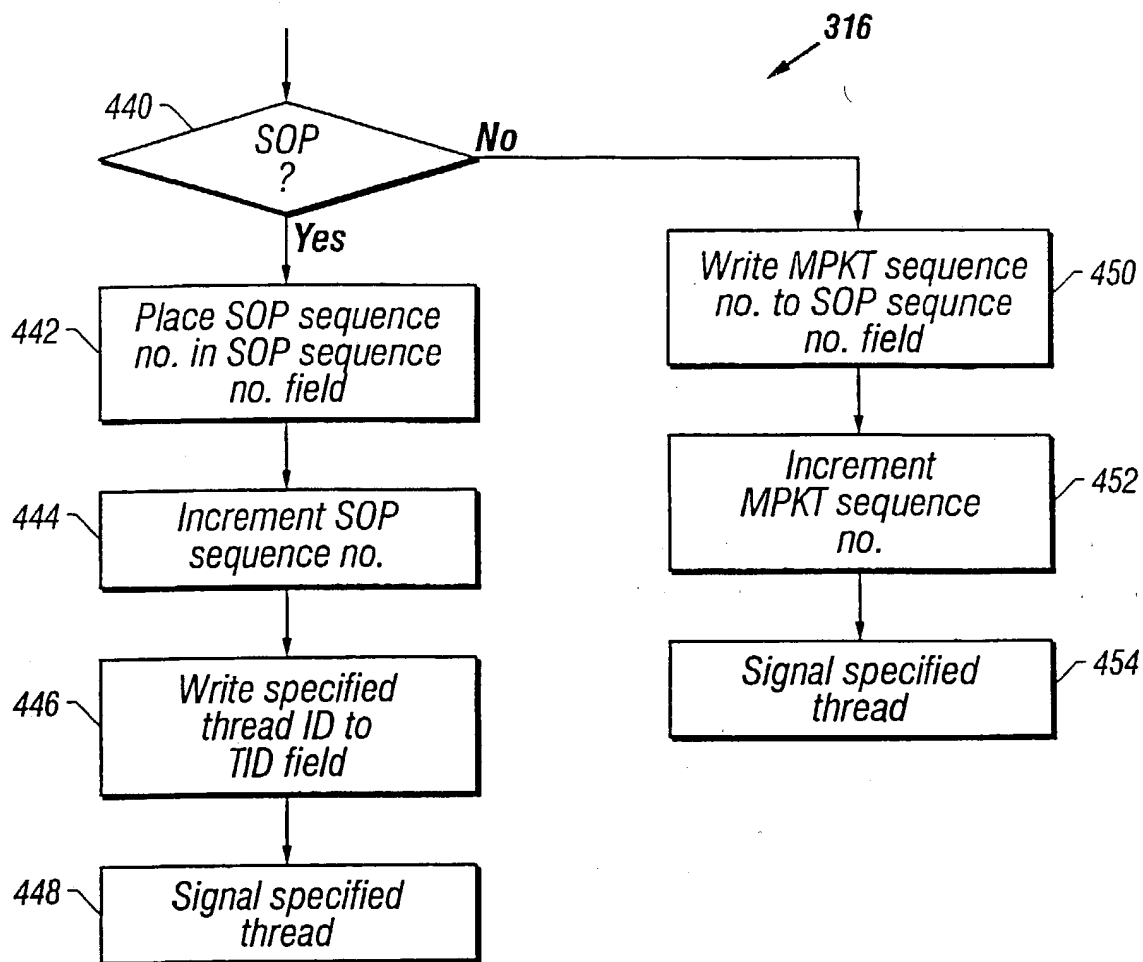 316
440
SOP
?
No
Yes
442
Place SOP sequence
no. in SOP sequence
no. field
444
Increment SOP
sequence no.
446
Write specified
thread ID to
TID field
448
Signal specified
thread
Write MPKT sequence
no. to SOP sequnce
no. field
450
Increment
MPKT sequence
no.
452
Signal specified
thread
454